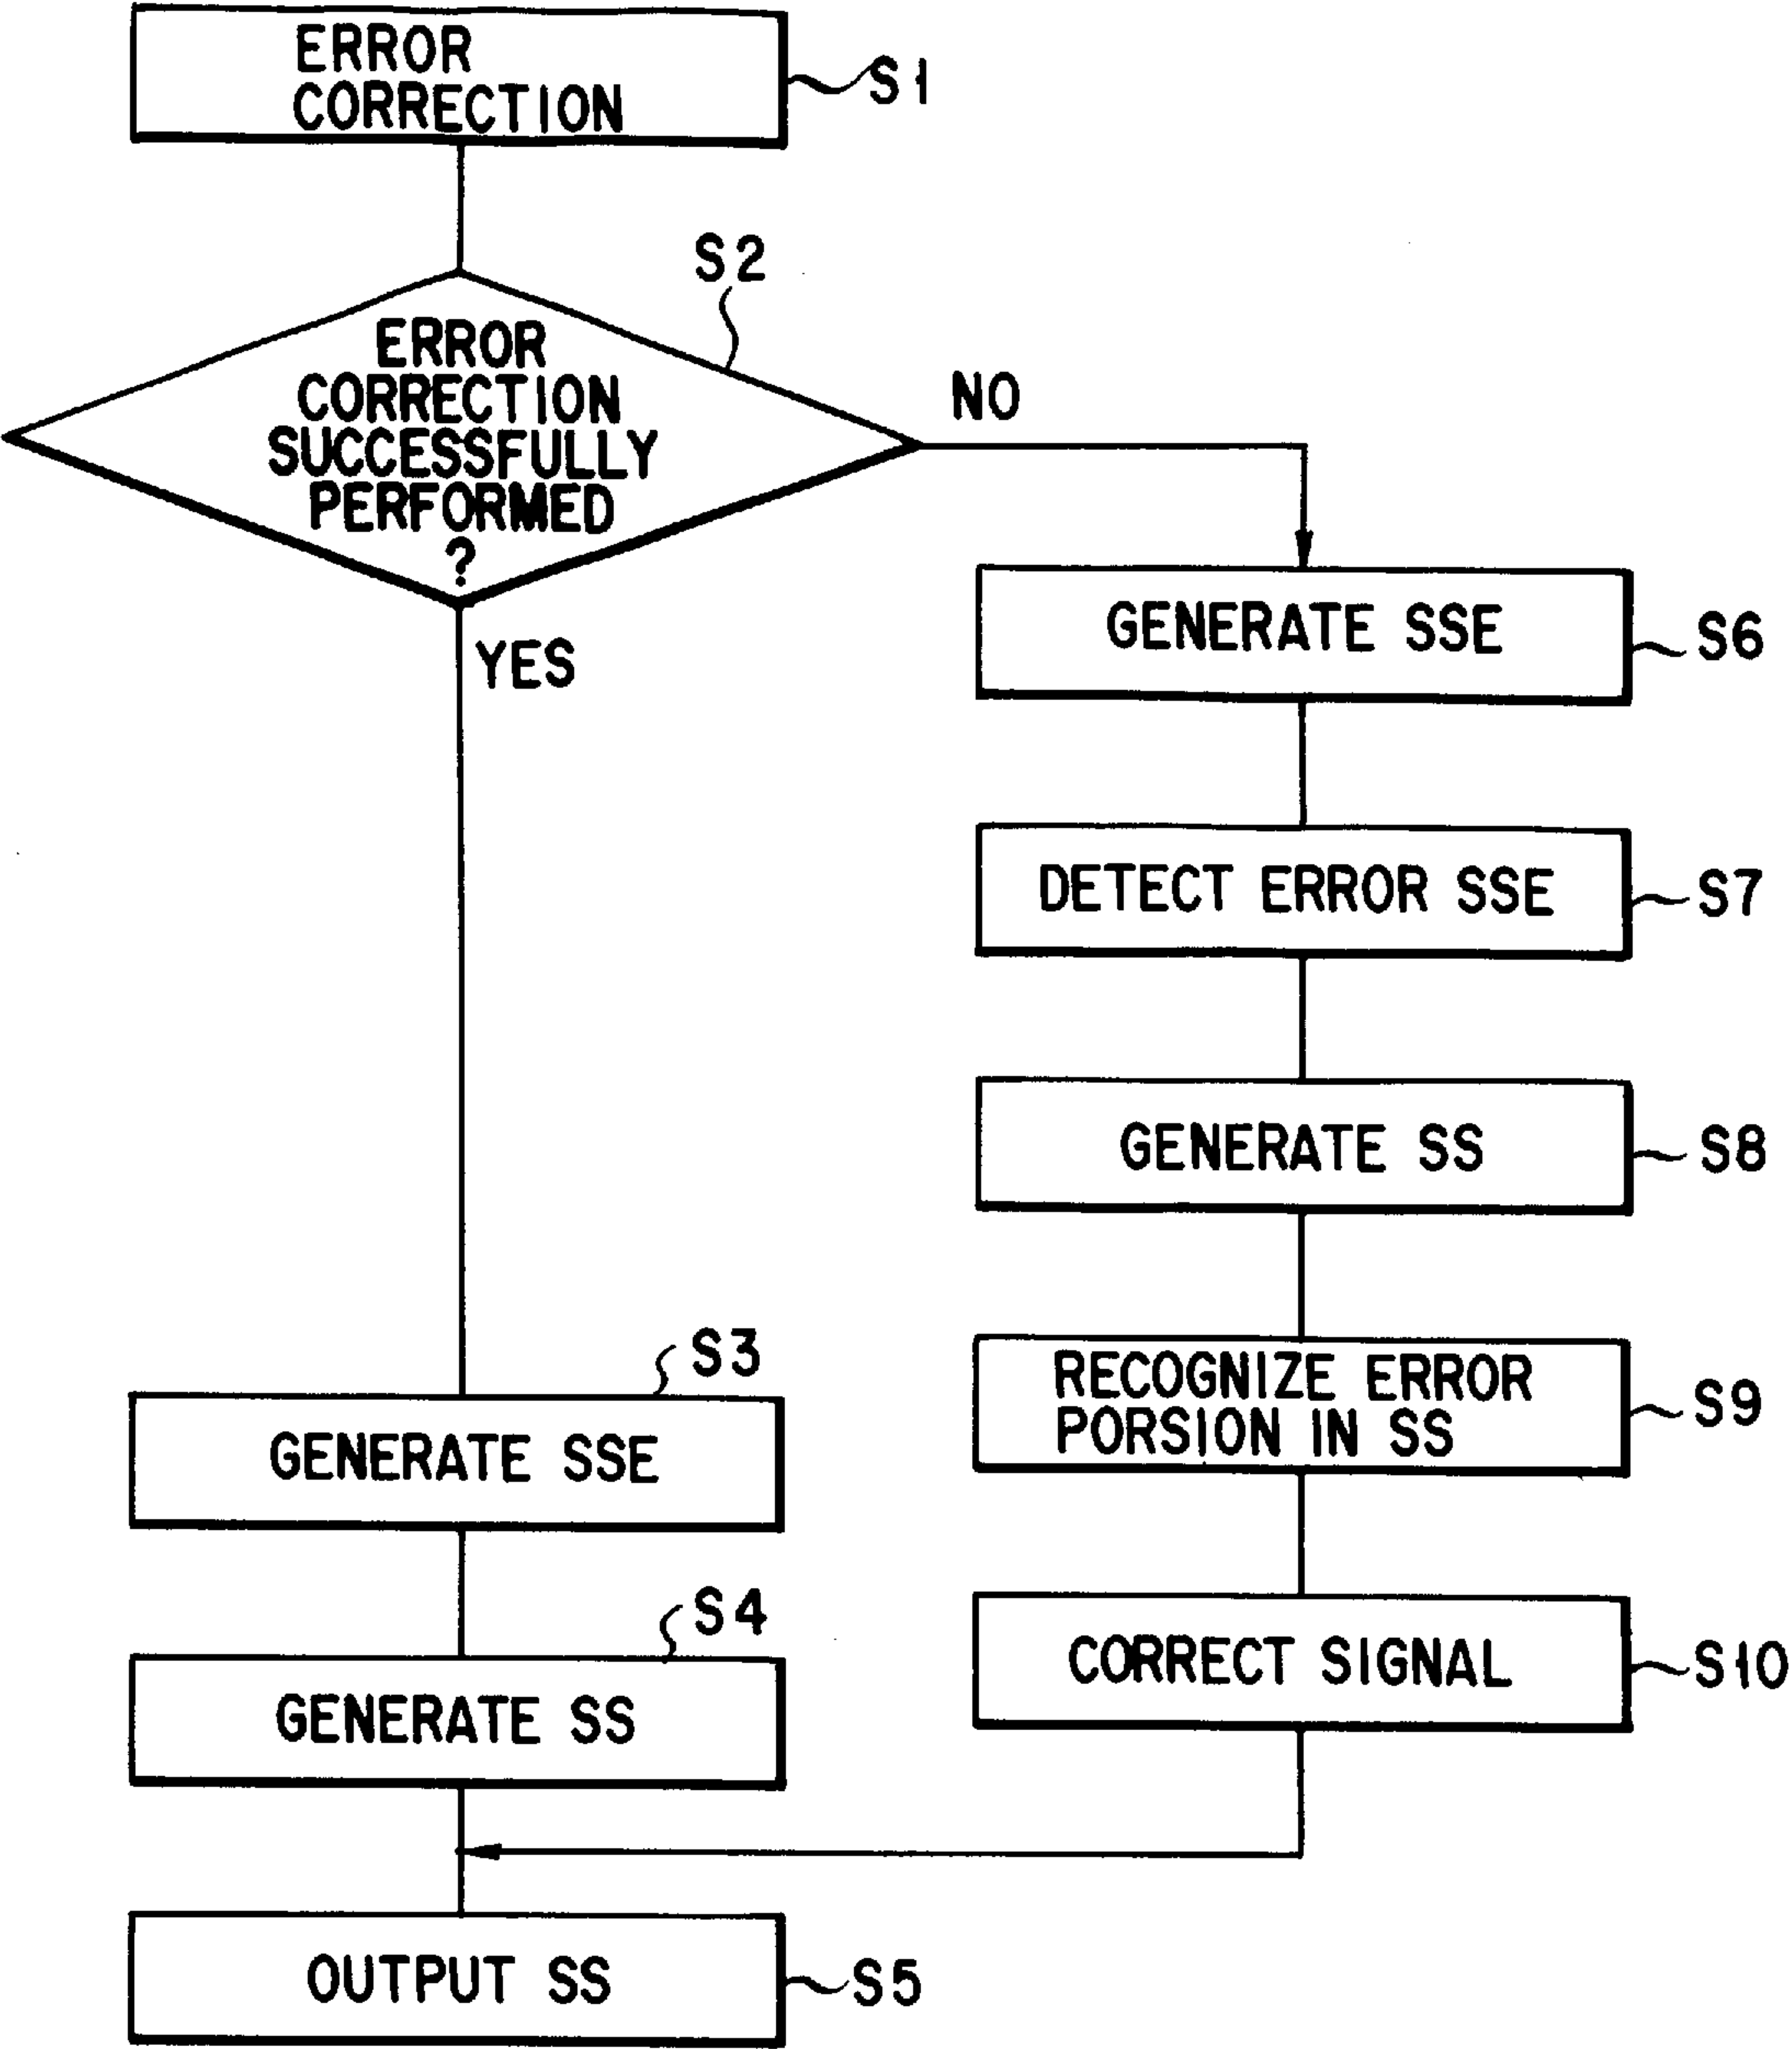 ERROR
CORRECTION
S1
S2
ERROR
CORRECTION
SUCCESSFULLY
PERFORMED
?
NO
YES
GENERATE SSE
S6
DETECT ERROR SSE
S7
GENERATE SS
S8
RECOGNIZE ERROR
PORSION IN SS
S9
CORRECT SIGNAL
S10
S3
GENERATE SSE
S4
GENERATE SS
OUTPUT SS
S5